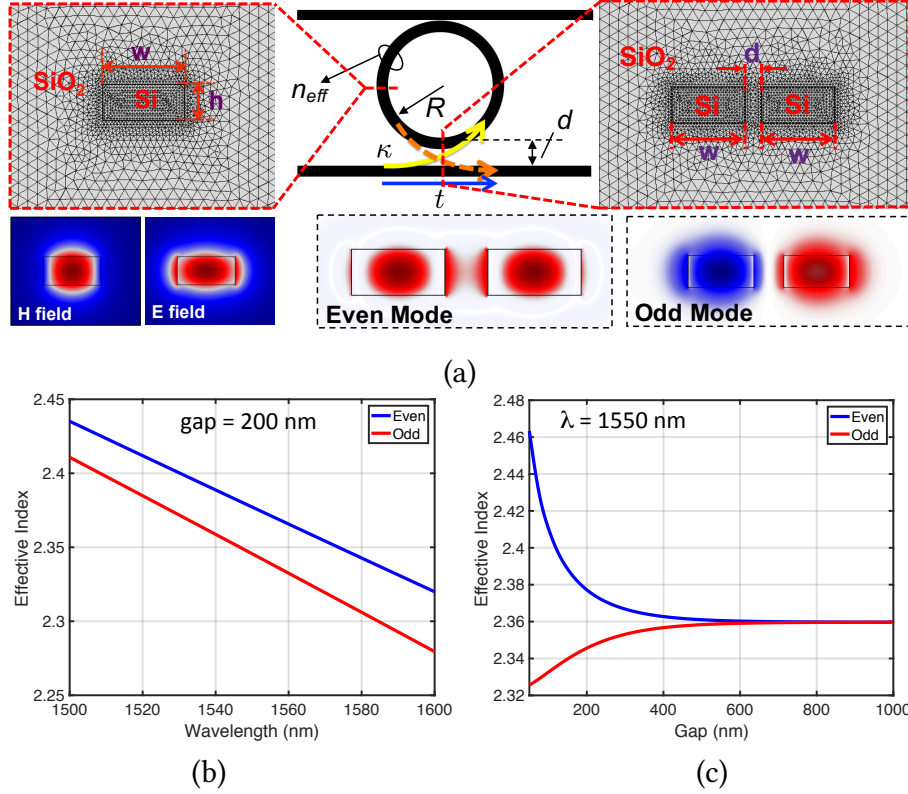 w
SiO2
Si
h
n_eff
R
κ
d
t
SiO2
d
Si
Si
w
w
H field
E field
Even Mode
Odd Mode
(a)
2.45
2.4
2.35
2.3
2.25
Effective Index
gap = 200 nm
Even
Odd
1500
1520
1540
1560
1580
1600
Wavelength (nm)
(b)
2.48
2.46
2.44
2.42
2.4
2.38
2.36
2.34
2.32
Effective Index
λ = 1550 nm
Even
Odd
200
400
600
800
1000
Gap (nm)
(c)